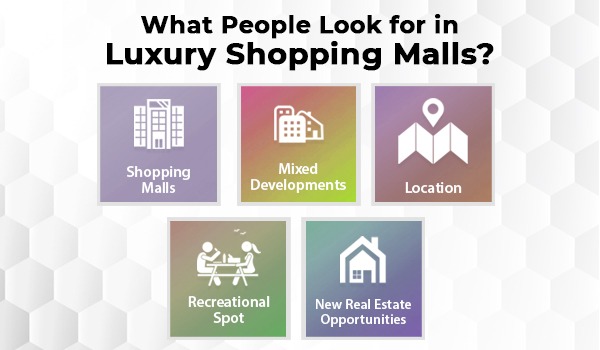 What People Look for in
Luxury Shopping Malls?
Shopping
Malls
Mixed
Developments
Location
Recreational
Spot
New Real Estate
Opportunities